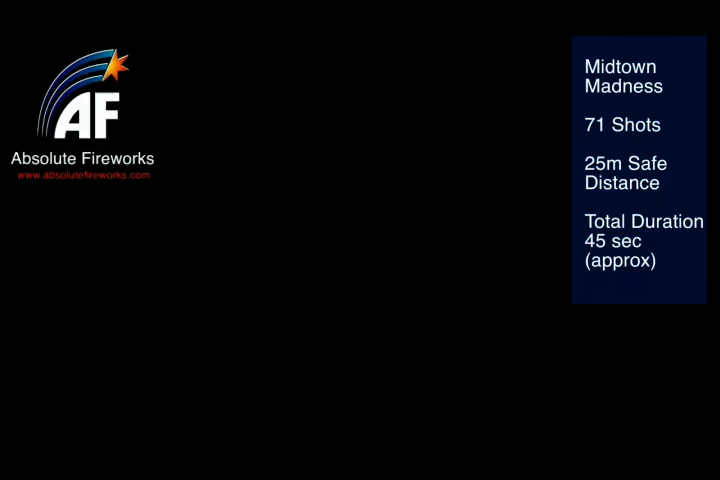 AF
Absolute Fireworks
www.absolutefireworks.com
Midtown
Madness
71 Shots
25m Safe
Distance
Total Duration
45 sec
(approx)